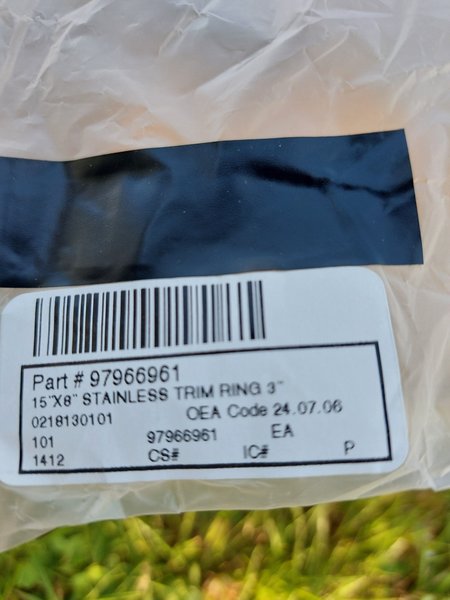 Part # 97966961
15"X8" STAINLESS TRIM RING 3"
0218130101 OEA Code 24.07.06
101 97966961 EA
1412 CS# IC# P